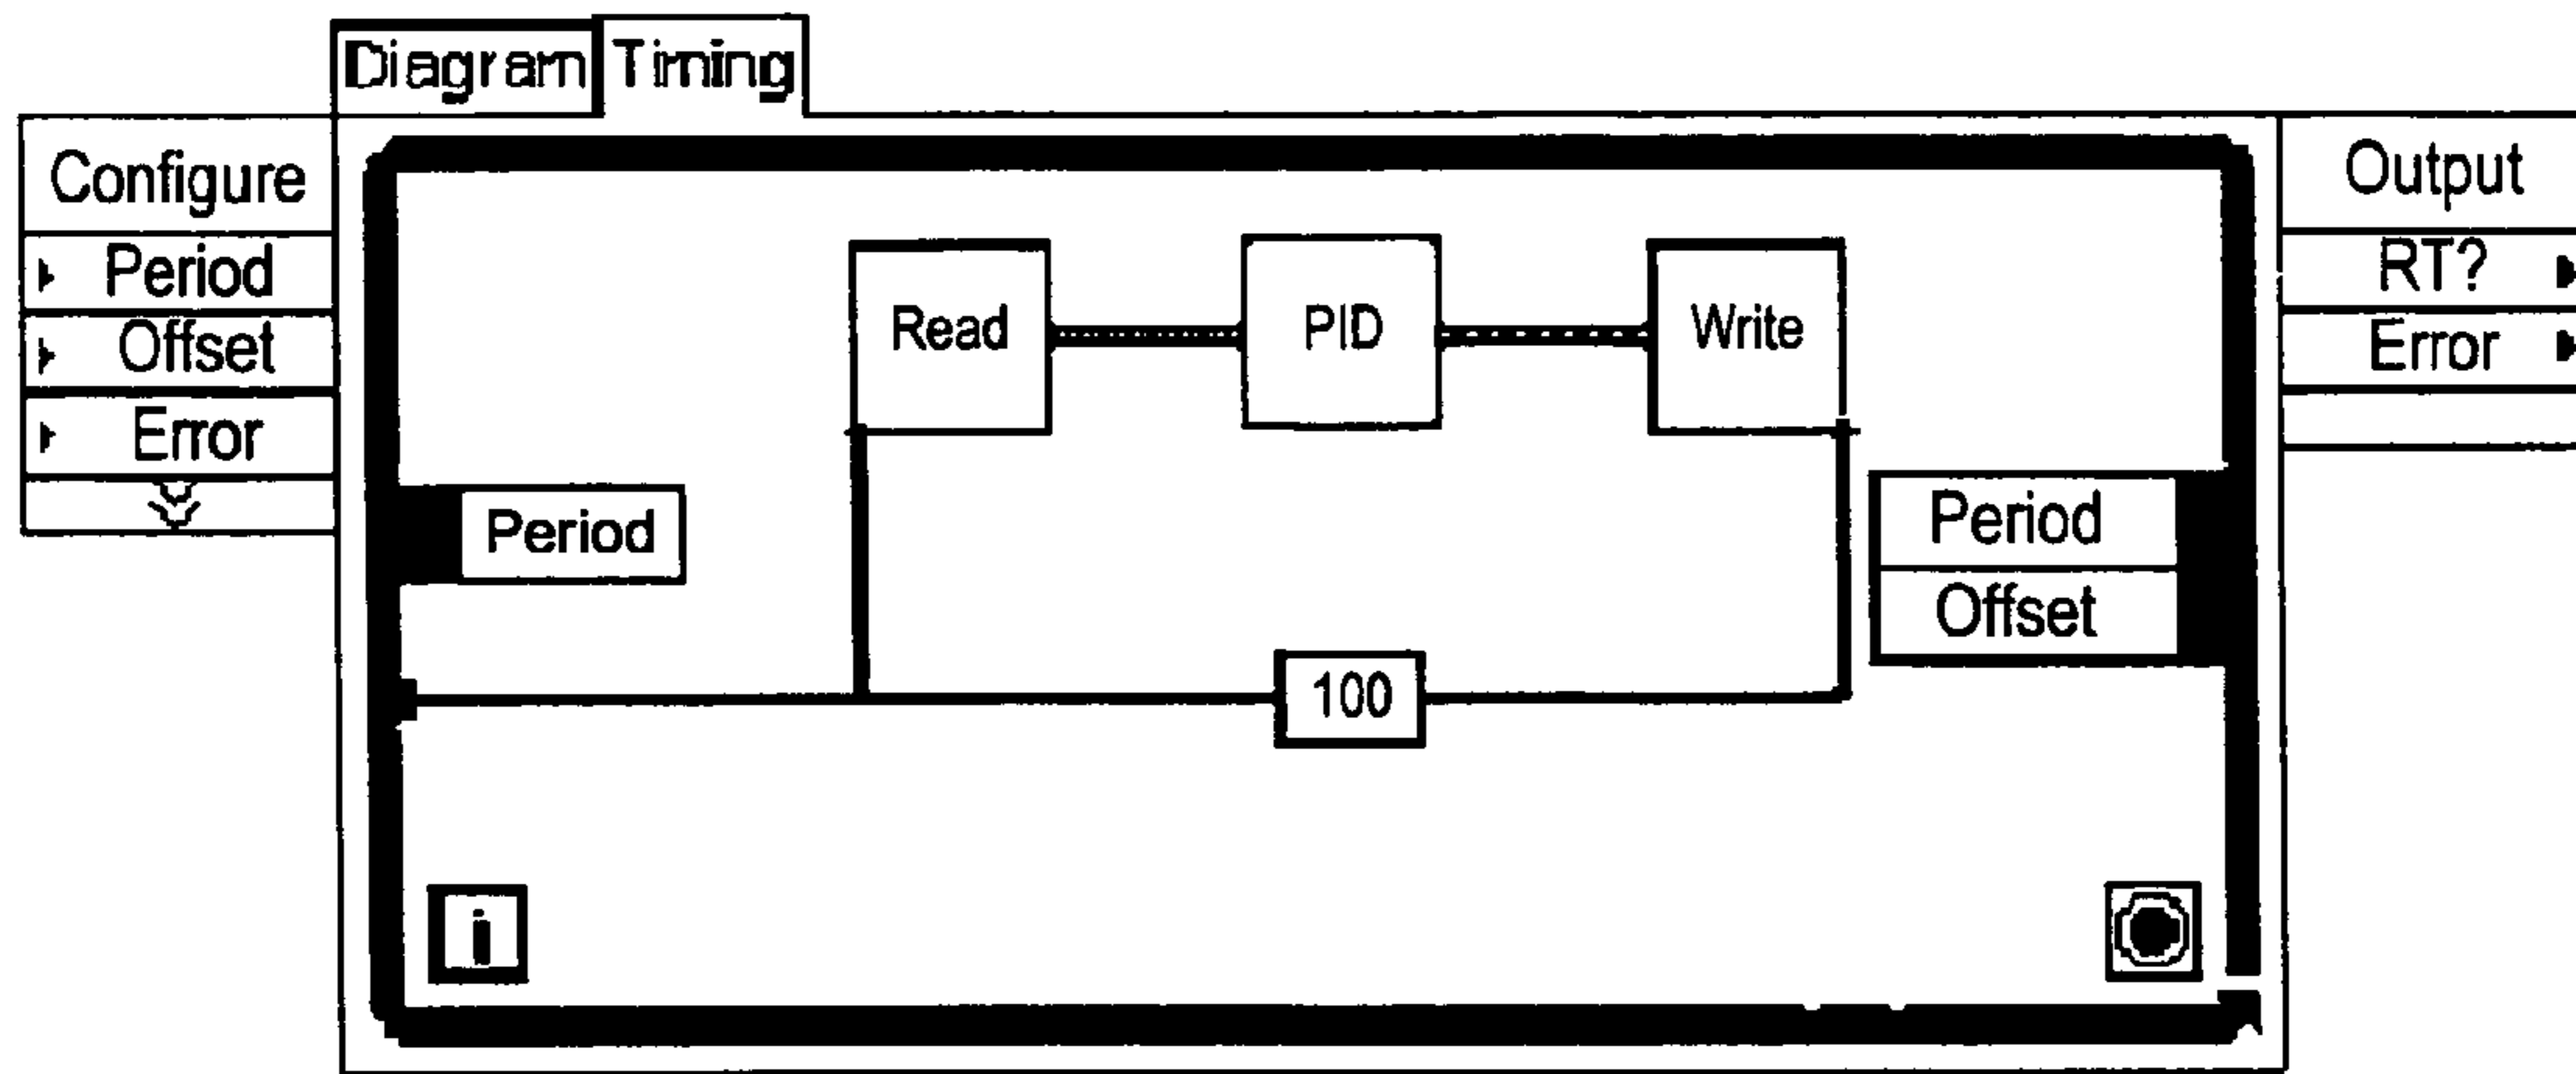 Diagram Timing
Configure
Period
Offset
Error
Read PID Write
Period
100
i
Period
Offset
Output
RT?
Error